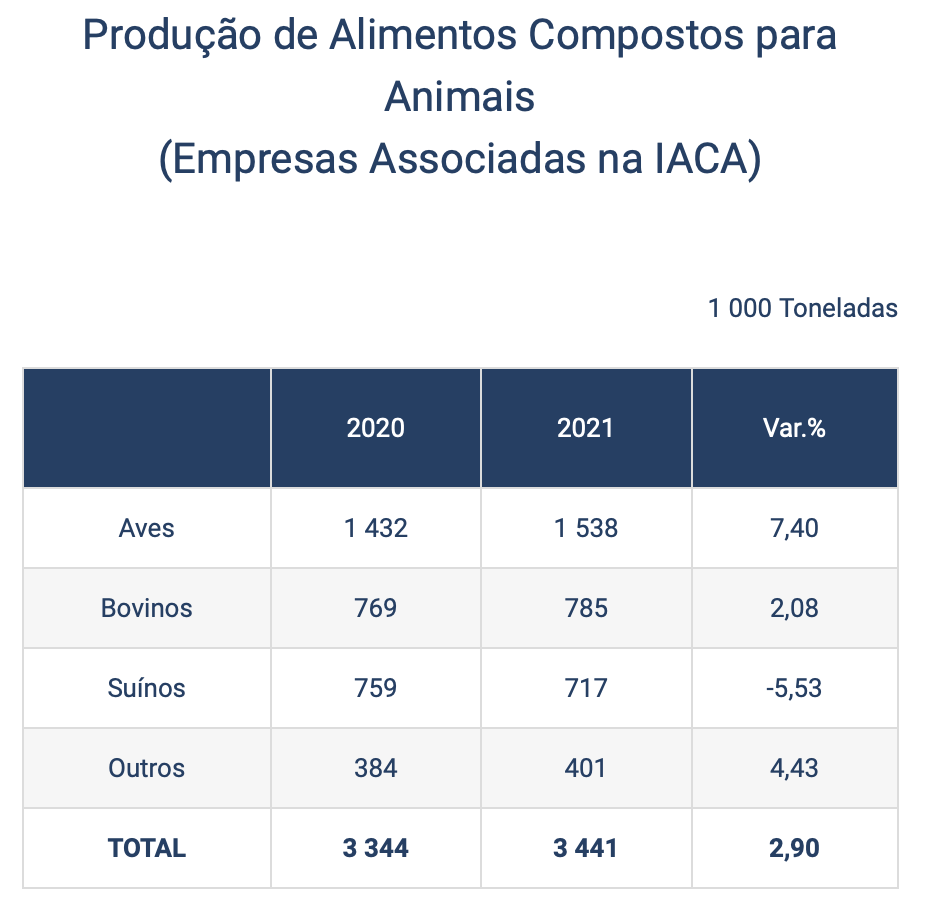 Produção de Alimentos Compostos para
Animais
(Empresas Associadas na IACA)
1 000 Toneladas
2020 2021 Var.%
Aves 1 432 1 538 7,40
Bovinos 769 785 2,08
Suínos 759 717 -5,53
Outros 384 401 4,43
TOTAL 3 344 3 441 2,90